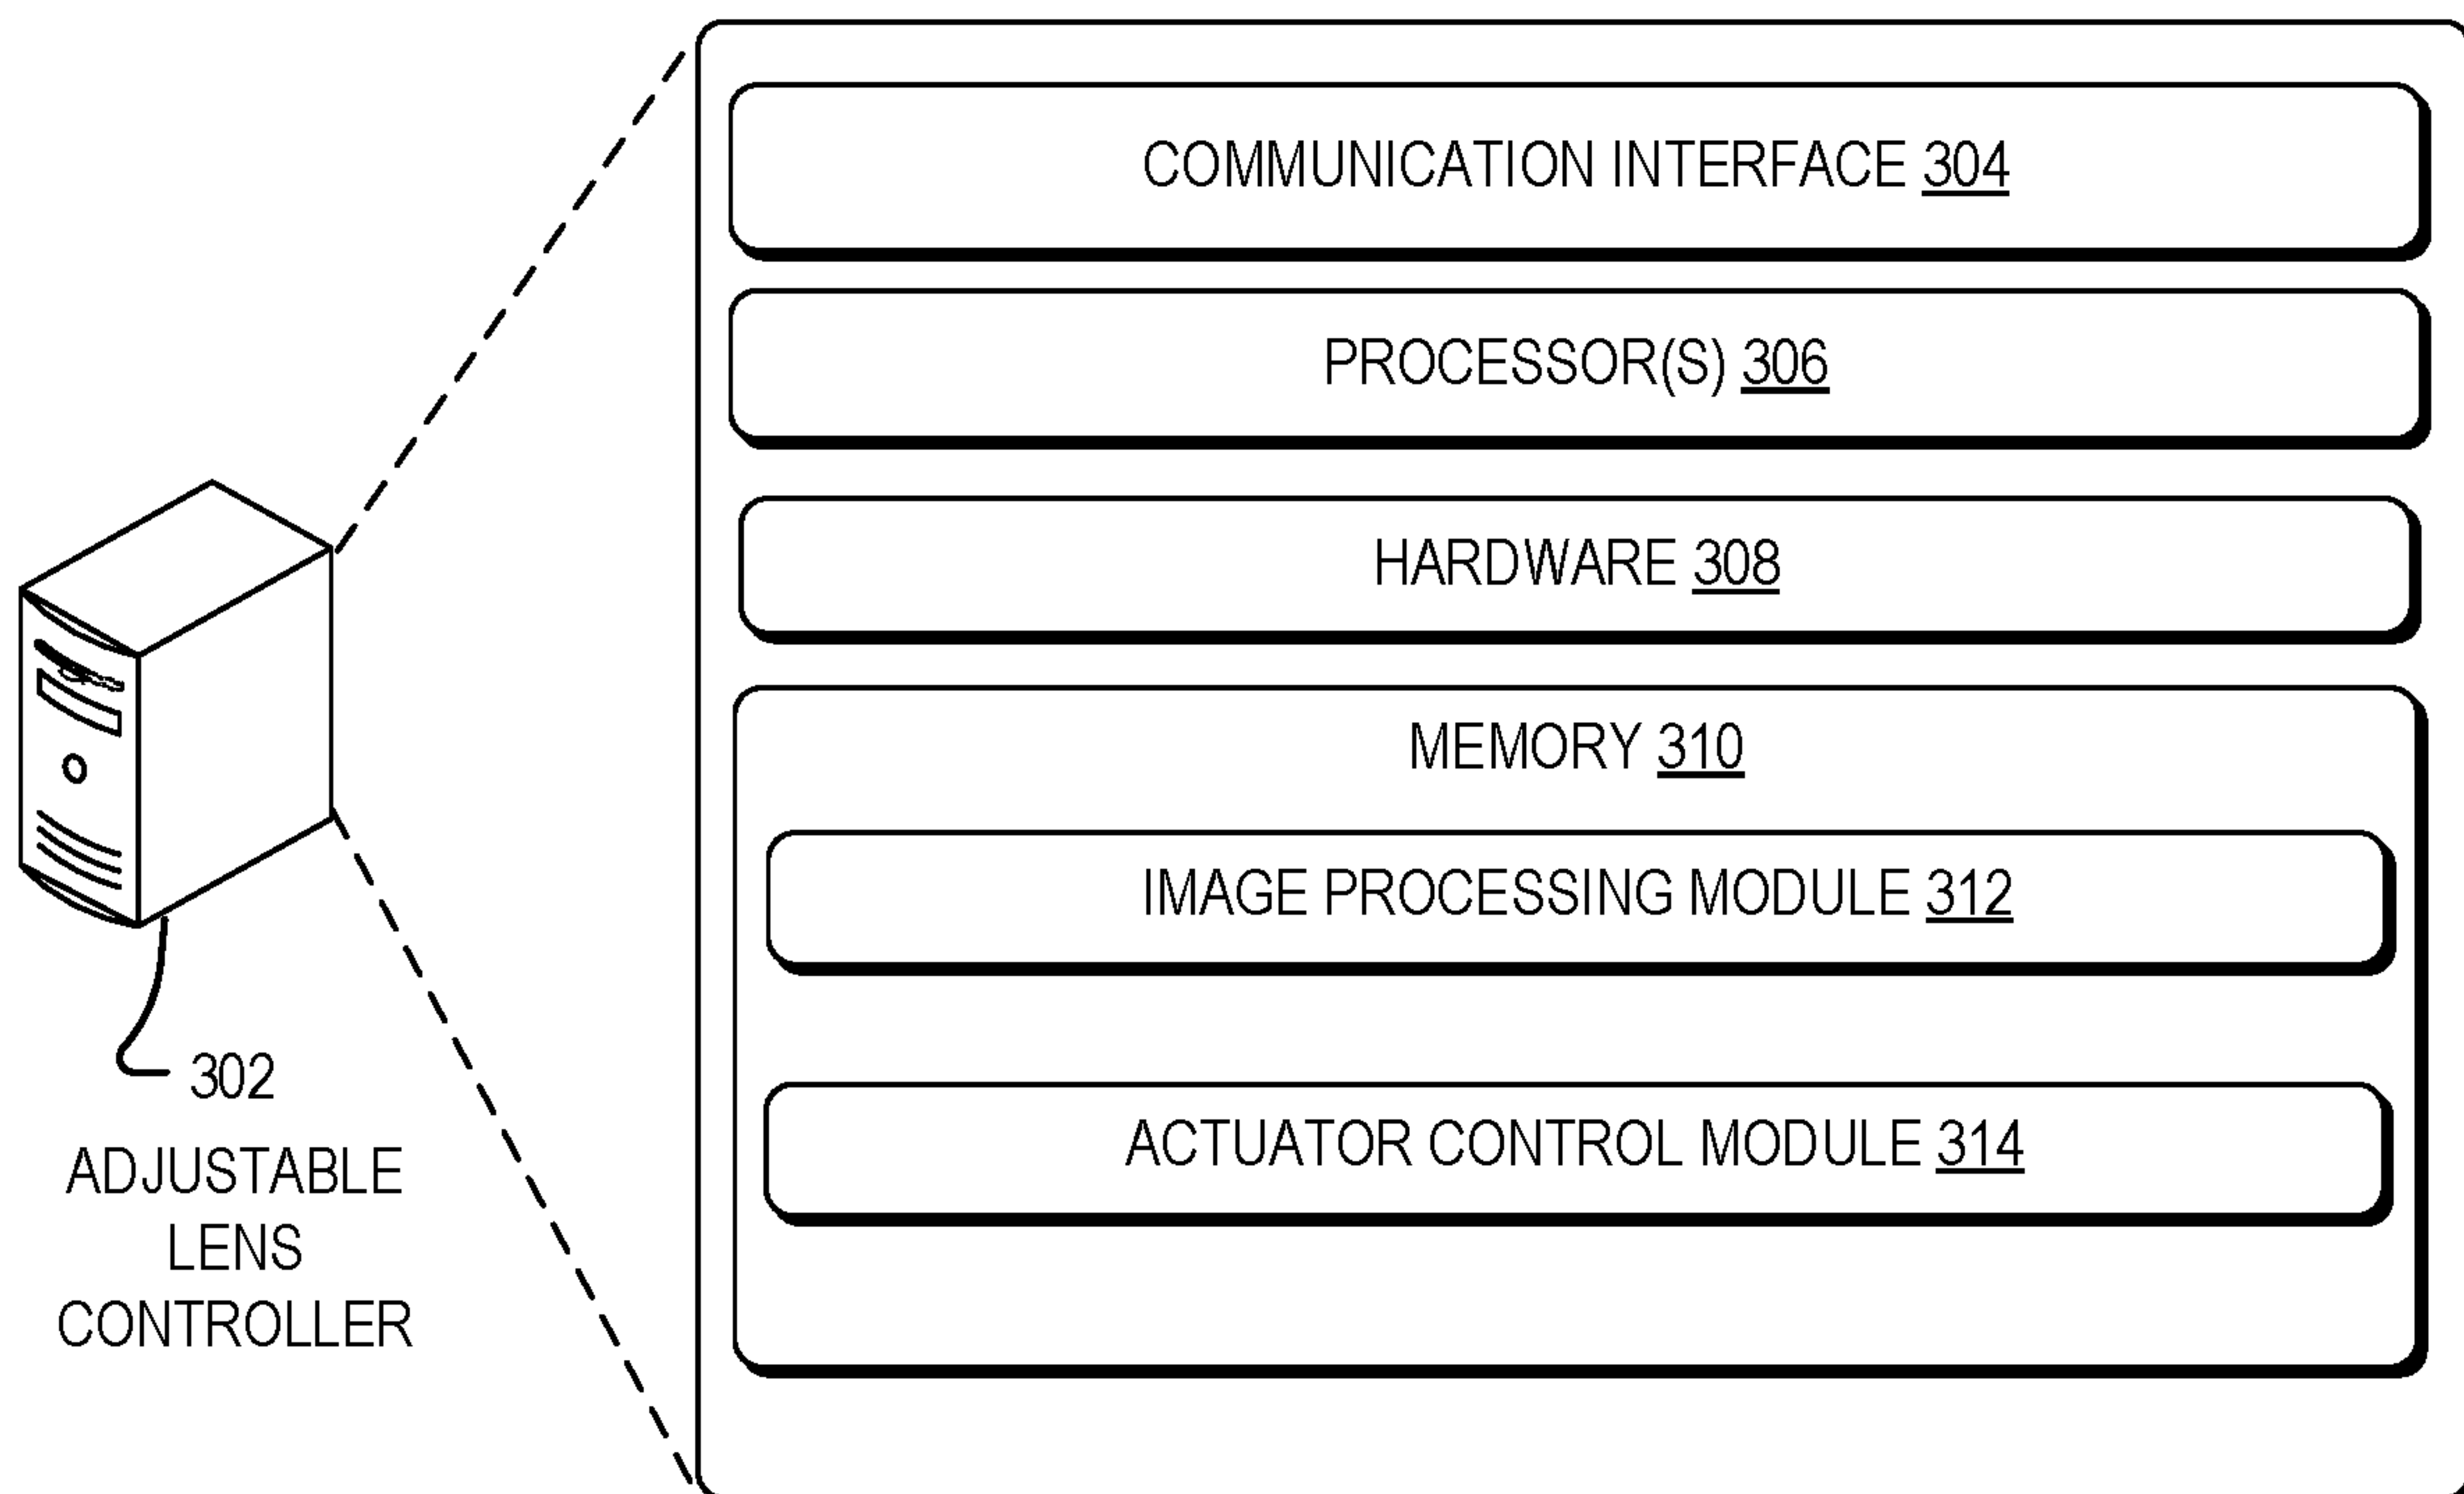 COMMUNICATION INTERFACE 304
PROCESSOR(S) 306
HARDWARE 308
MEMORY 310
IMAGE PROCESSING MODULE 312
ACTUATOR CONTROL MODULE 314
302
ADJUSTABLE
LENS
CONTROLLER